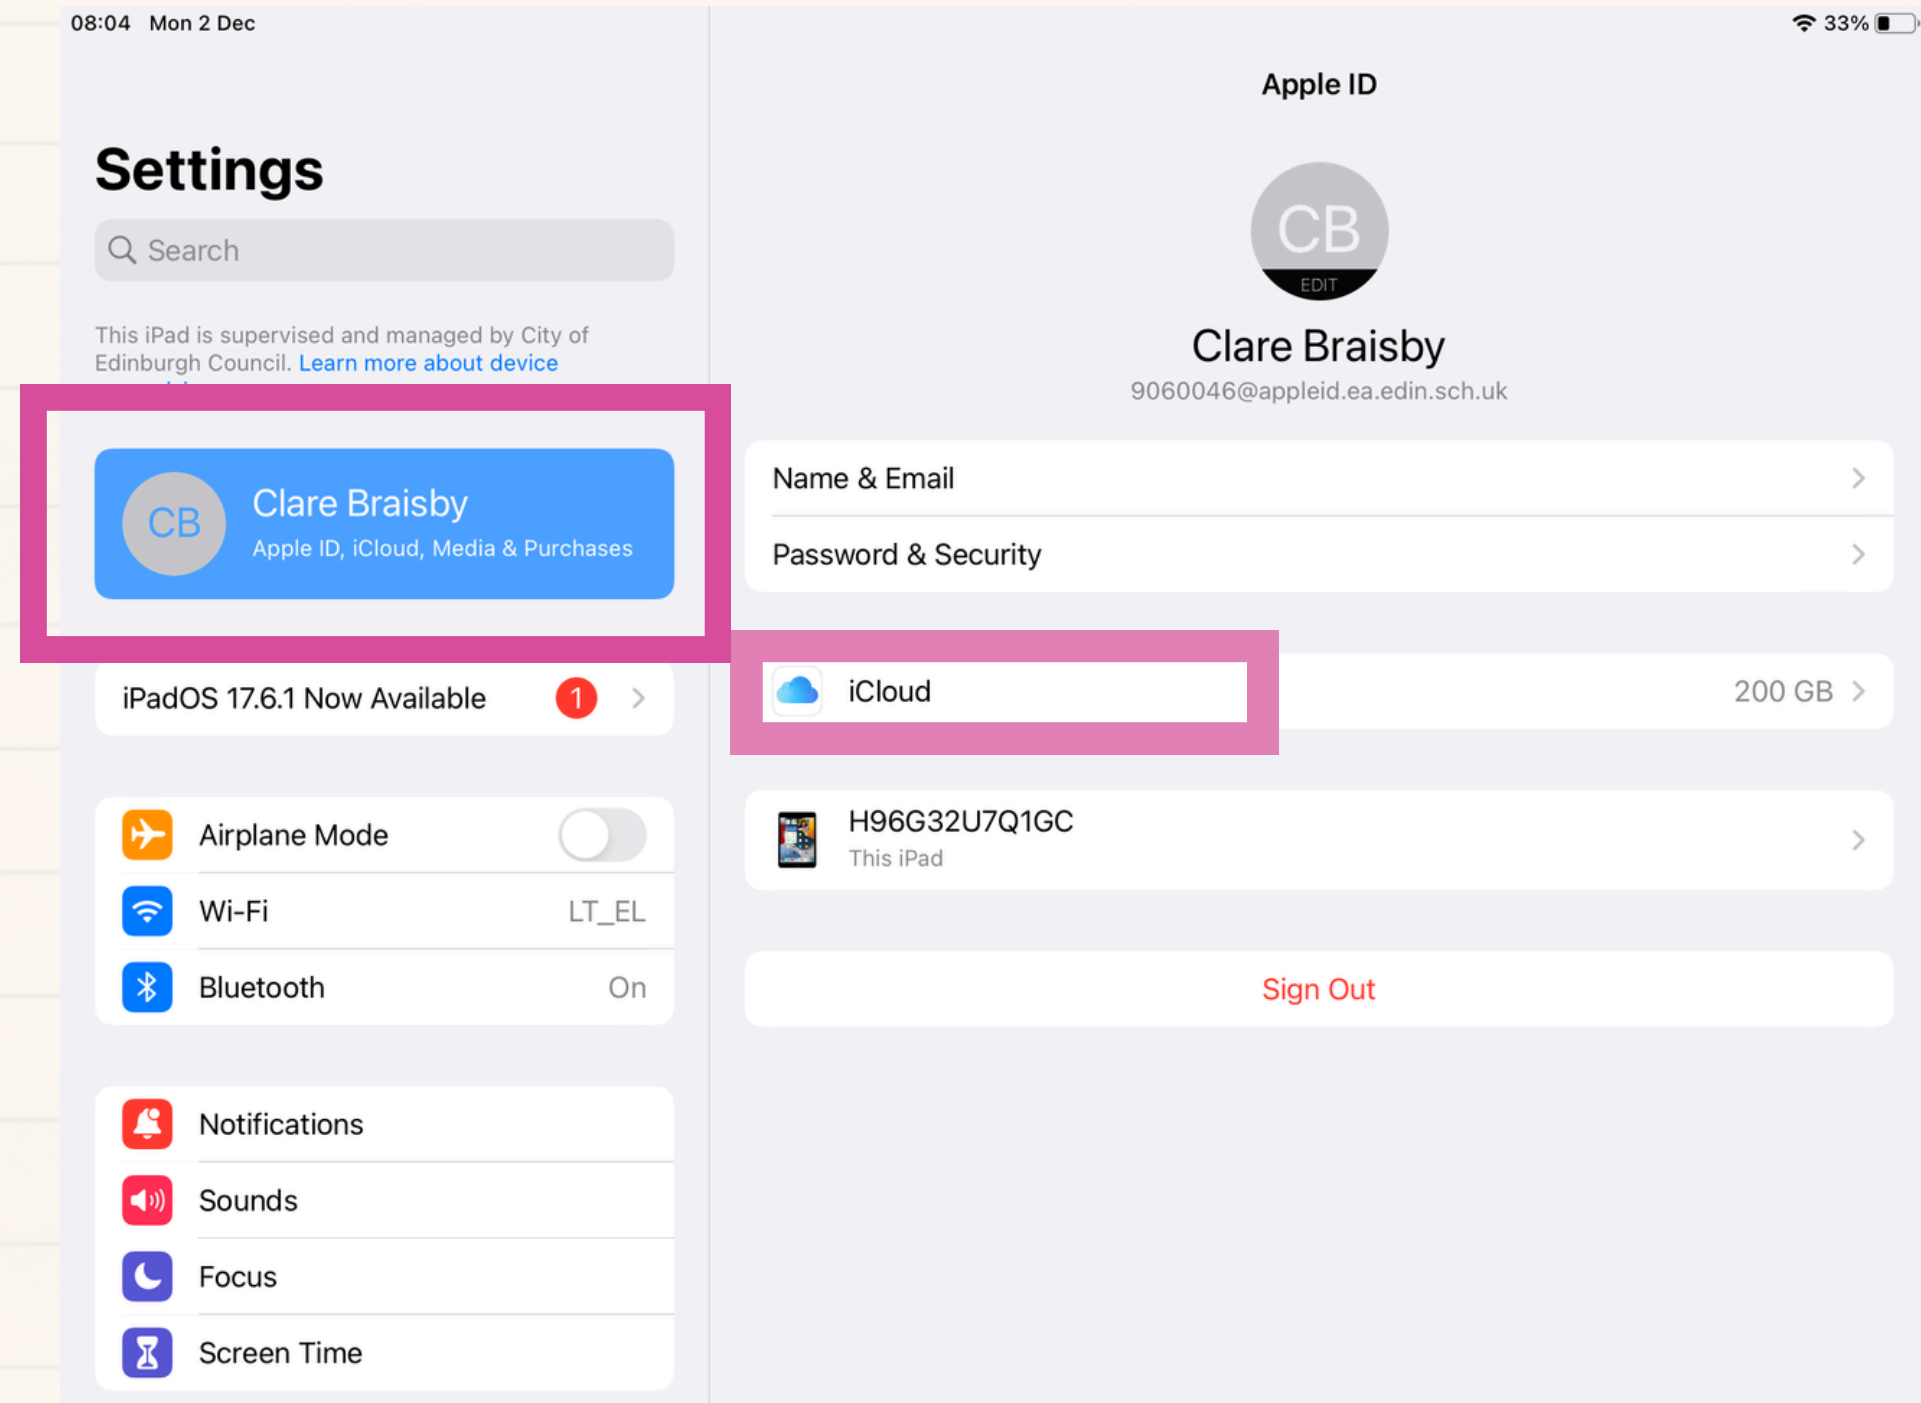 08:04 Mon 2 Dec
33%
Settings
Search
This iPad is supervised and managed by City of
Edinburgh Council. Learn more about device
CB
Clare Braisby
Apple ID, iCloud, Media & Purchases
iPadOS 17.6.1 Now Available 1
Airplane Mode
Wi-Fi LT_EL
Bluetooth On
Notifications
Sounds
Focus
Screen Time
Apple ID
CB
EDIT
Clare Braisby
9060046@appleid.ea.edin.sch.uk
Name & Email
Password & Security
iCloud 200 GB
H96G32U7Q1GC
This iPad
Sign Out